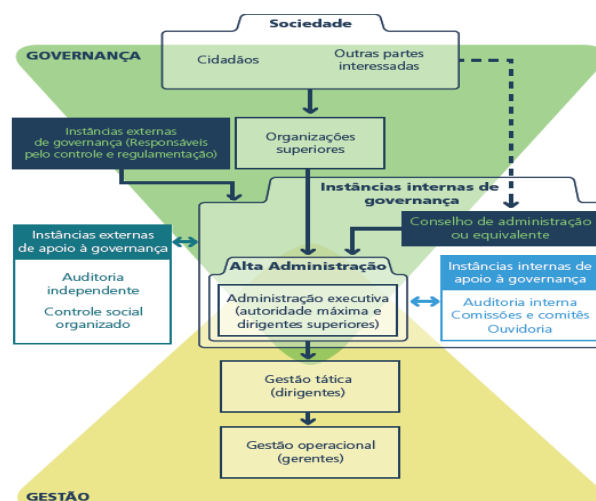 Sociedade
GOVERNANÇA
Cidadãos
Outras partes
interessadas
Instâncias externas
de governança (Responsáveis
pelo controle e regulamentação)
Organizações
superiores
Instâncias internas de
governança
Conselho de administração
ou equivalente
Instâncias externas
de apoio à governança
Auditoria
independente
Controle social
organizado
Alta Administração
Administração executiva
(autoridade máxima e
dirigentes superiores)
Instâncias internas de
apoio à governança
Auditoria interna
Comissões e comitês
Ouvidoria
Gestão tática
(dirigentes)
Gestão operacional
(gerentes)
GESTÃO